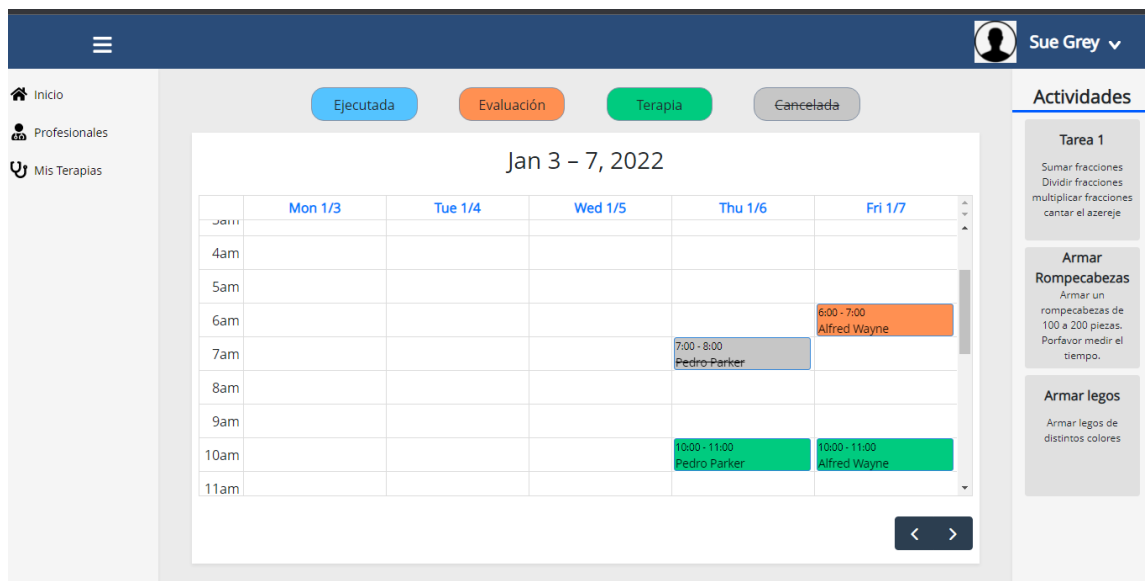 Sue Grey
Inicio
Profesionales
Mis Terapias
Ejecutada
Evaluación
Terapia
Cancelada
Jan 3 – 7, 2022
Mon 1/3
Tue 1/4
Wed 1/5
Thu 1/6
Fri 1/7
3am
4am
5am
6am
6:00 - 7:00
Alfred Wayne
7am
7:00 - 8:00
Pedro Parker
8am
9am
10am
10:00 - 11:00
Pedro Parker
10:00 - 11:00
Alfred Wayne
11am
Actividades
Tarea 1
Sumar fracciones
Dividir fracciones
multiplicar fracciones
cantar el azereje
Armar
Rompecabezas
Armar un
rompecabezas de
100 a 200 piezas.
Porfavor medir el
tiempo.
Armar legos
Armar legos de
distintos colores